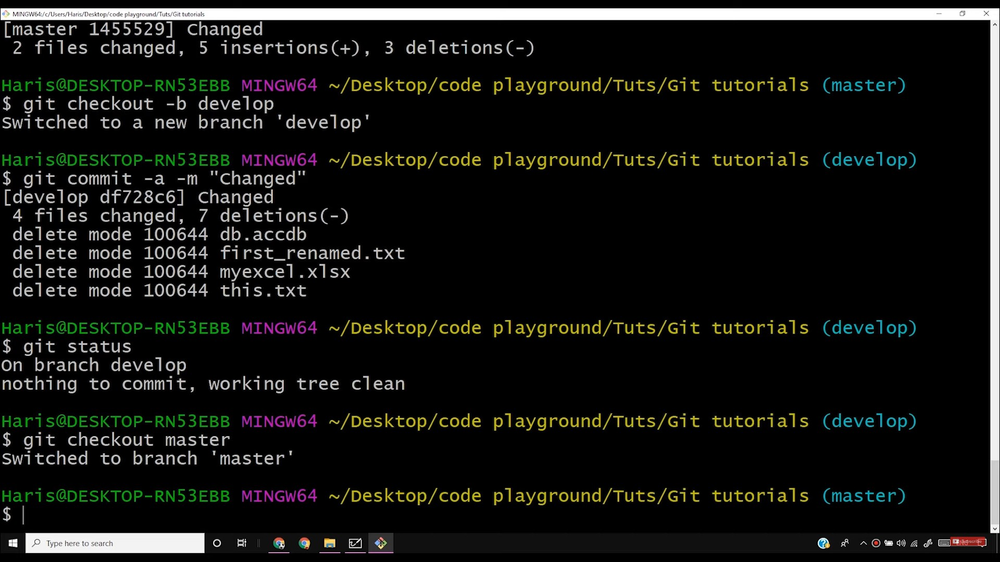 MINGW64:/c/Users/Haris/Desktop/code playground/Tuts/Git tutorials
[master 1455529] Changed
 2 files changed, 5 insertions(+), 3 deletions(-)
Haris@DESKTOP-RN53EBB MINGW64 ~/Desktop/code playground/Tuts/Git tutorials (master)
$ git checkout -b develop
Switched to a new branch 'develop'
Haris@DESKTOP-RN53EBB MINGW64 ~/Desktop/code playground/Tuts/Git tutorials (develop)
$ git commit -a -m "Changed"
[develop df728c6] Changed
 4 files changed, 7 deletions(-)
 delete mode 100644 db.accdb
 delete mode 100644 first_renamed.txt
 delete mode 100644 myexcel.xlsx
 delete mode 100644 this.txt
Haris@DESKTOP-RN53EBB MINGW64 ~/Desktop/code playground/Tuts/Git tutorials (develop)
$ git status
On branch develop
nothing to commit, working tree clean
Haris@DESKTOP-RN53EBB MINGW64 ~/Desktop/code playground/Tuts/Git tutorials (develop)
$ git checkout master
Switched to branch 'master'
Haris@DESKTOP-RN53EBB MINGW64 ~/Desktop/code playground/Tuts/Git tutorials (master)
$
Type here to search
Subscribe